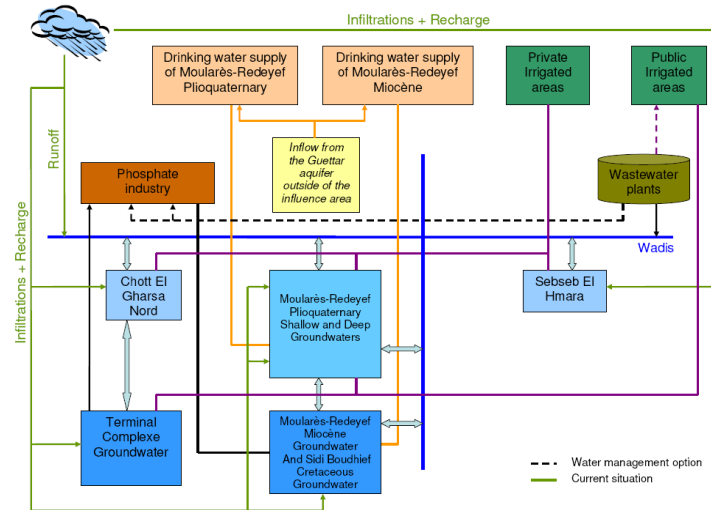 Infiltrations + Recharge
Drinking water supply
of Moularès-Redeyef
Plioquaternary
Drinking water supply
of Moularès-Redeyef
Miocène
Private
Irrigated
areas
Public
Irrigated
areas
Runoff
Inflow from
the Guettar
aquifer
outside of the
influence area
Phosphate
industry
Wastewater
plants
Wadis
Infiltrations + Recharge
Chott El
Gharsa
Nord
Moularès-Redeyef
Plioquaternary
Shallow and Deep
Groundwaters
Sebseb El
Hmara
Terminal
Complexe
Groundwater
Moularès-Redeyef
Miocène
Groundwater
And Sidi Boudhief
Cretaceous
Groundwater
Water management option
Current situation